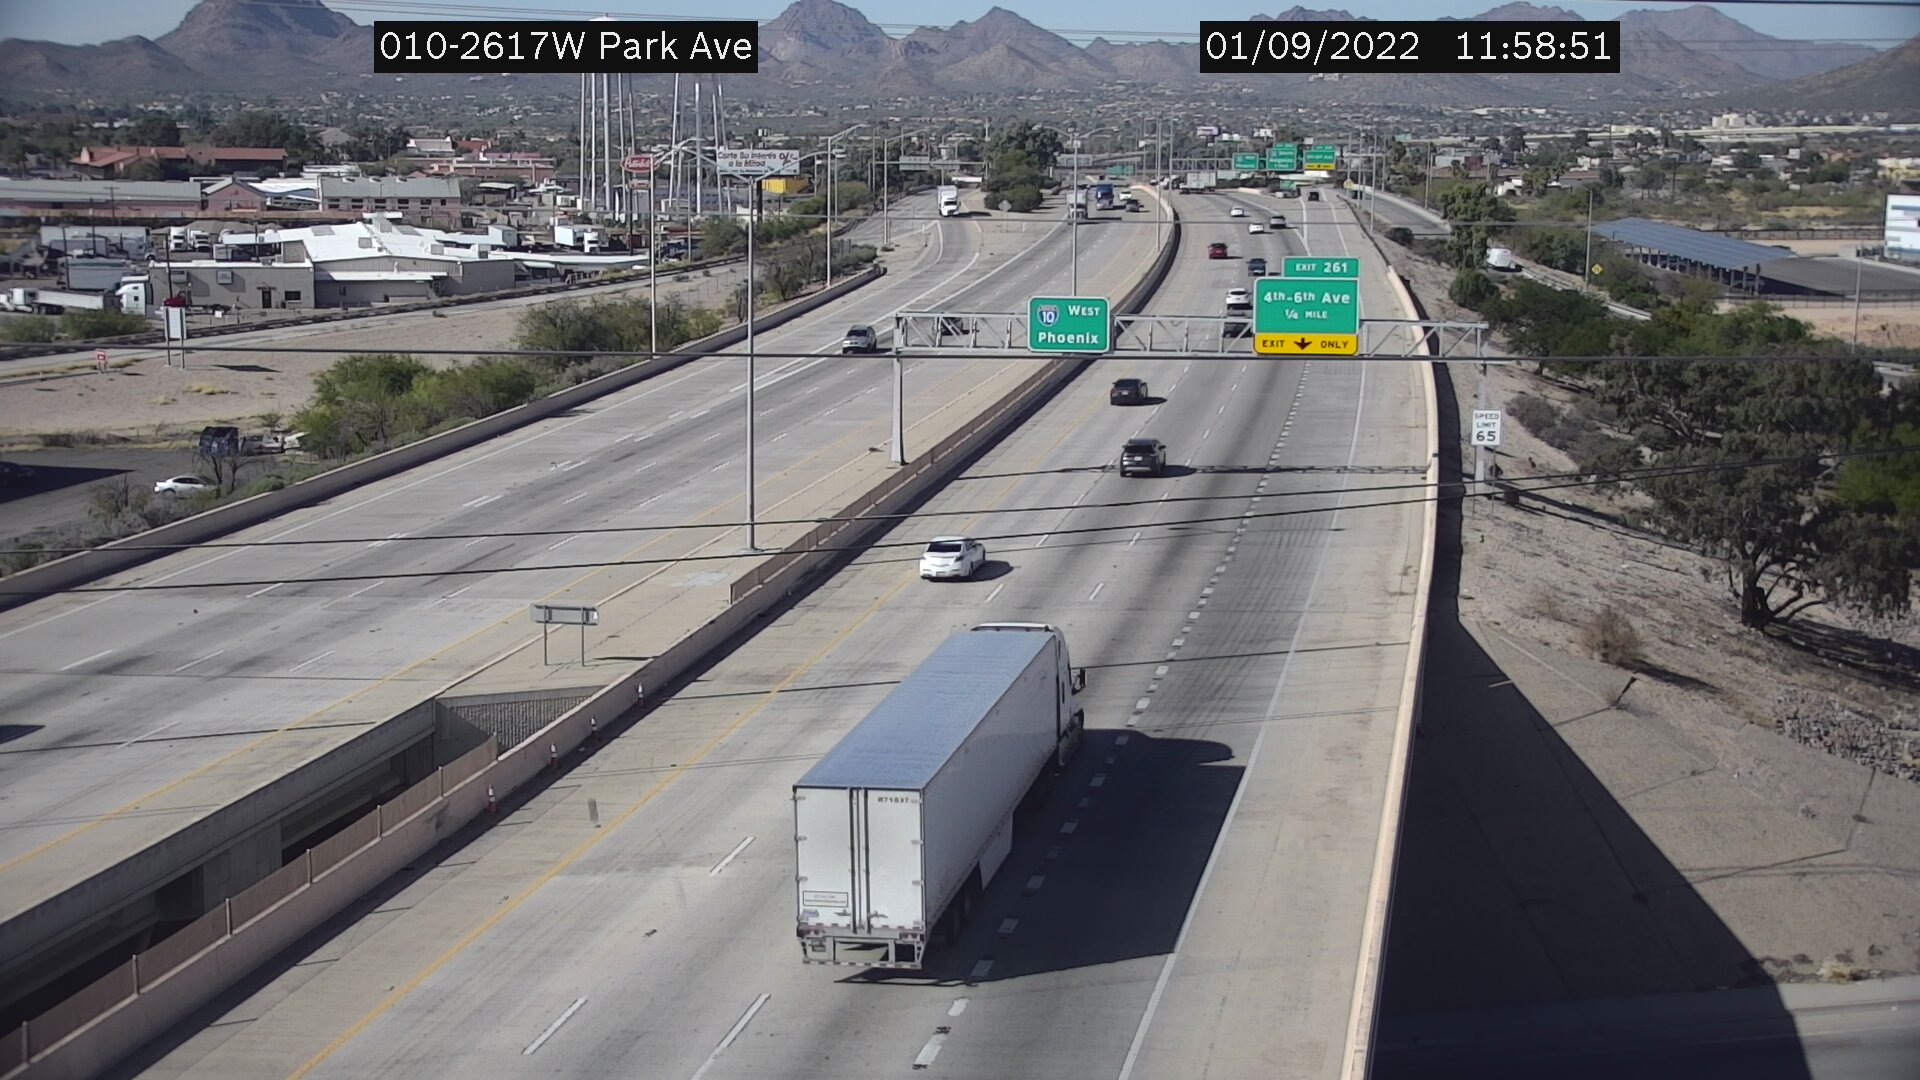 010-2617W Park Ave
01/09/2022 11:58:51
EXIT 261
4th-6th Ave
1/4 MILE
EXIT ONLY
10 WEST
Phoenix
SPEED
LIMIT
65